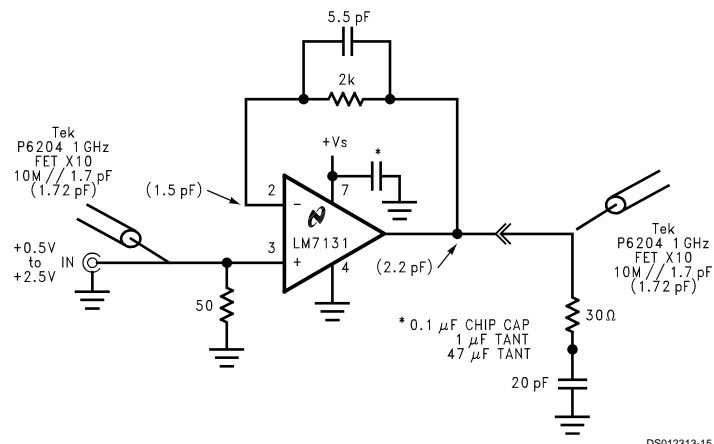 5.5 pF
2k
Tek
P6204 1 GHz
FET X10
10M // 1.7 pF
(1.72 pF)
+Vs
*
(1.5 pF)
2
7
−
LM7131
3
+
4
+0.5V
to
+2.5V
IN
50
(2.2 pF)
Tek
P6204 1 GHz
FET X10
10M // 1.7 pF
(1.72 pF)
* 0.1 μF CHIP CAP
1 μF TANT
47 μF TANT
30Ω
20 pF
DS012313-15